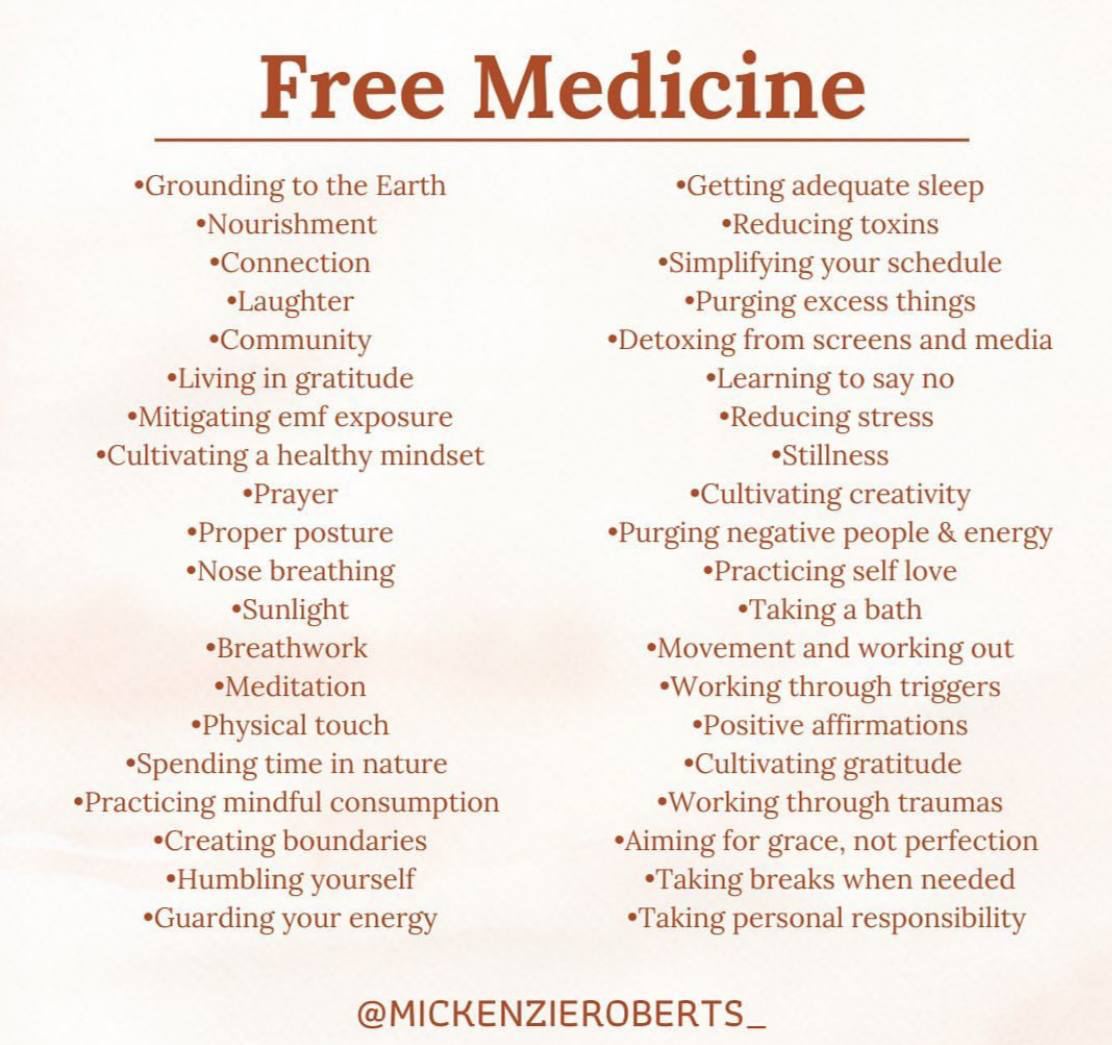 Free Medicine
•Grounding to the Earth
•Nourishment
•Connection
•Laughter
•Community
•Living in gratitude
•Mitigating emf exposure
•Cultivating a healthy mindset
•Prayer
•Proper posture
•Nose breathing
•Sunlight
•Breathwork
•Meditation
•Physical touch
•Spending time in nature
•Practicing mindful consumption
•Creating boundaries
•Humbling yourself
•Guarding your energy
•Getting adequate sleep
•Reducing toxins
•Simplifying your schedule
•Purging excess things
•Detoxing from screens and media
•Learning to say no
•Reducing stress
•Stillness
•Cultivating creativity
•Purging negative people & energy
•Practicing self love
•Taking a bath
•Movement and working out
•Working through triggers
•Positive affirmations
•Cultivating gratitude
•Working through traumas
•Aiming for grace, not perfection
•Taking breaks when needed
•Taking personal responsibility
@MICKENZIEROBERTS_